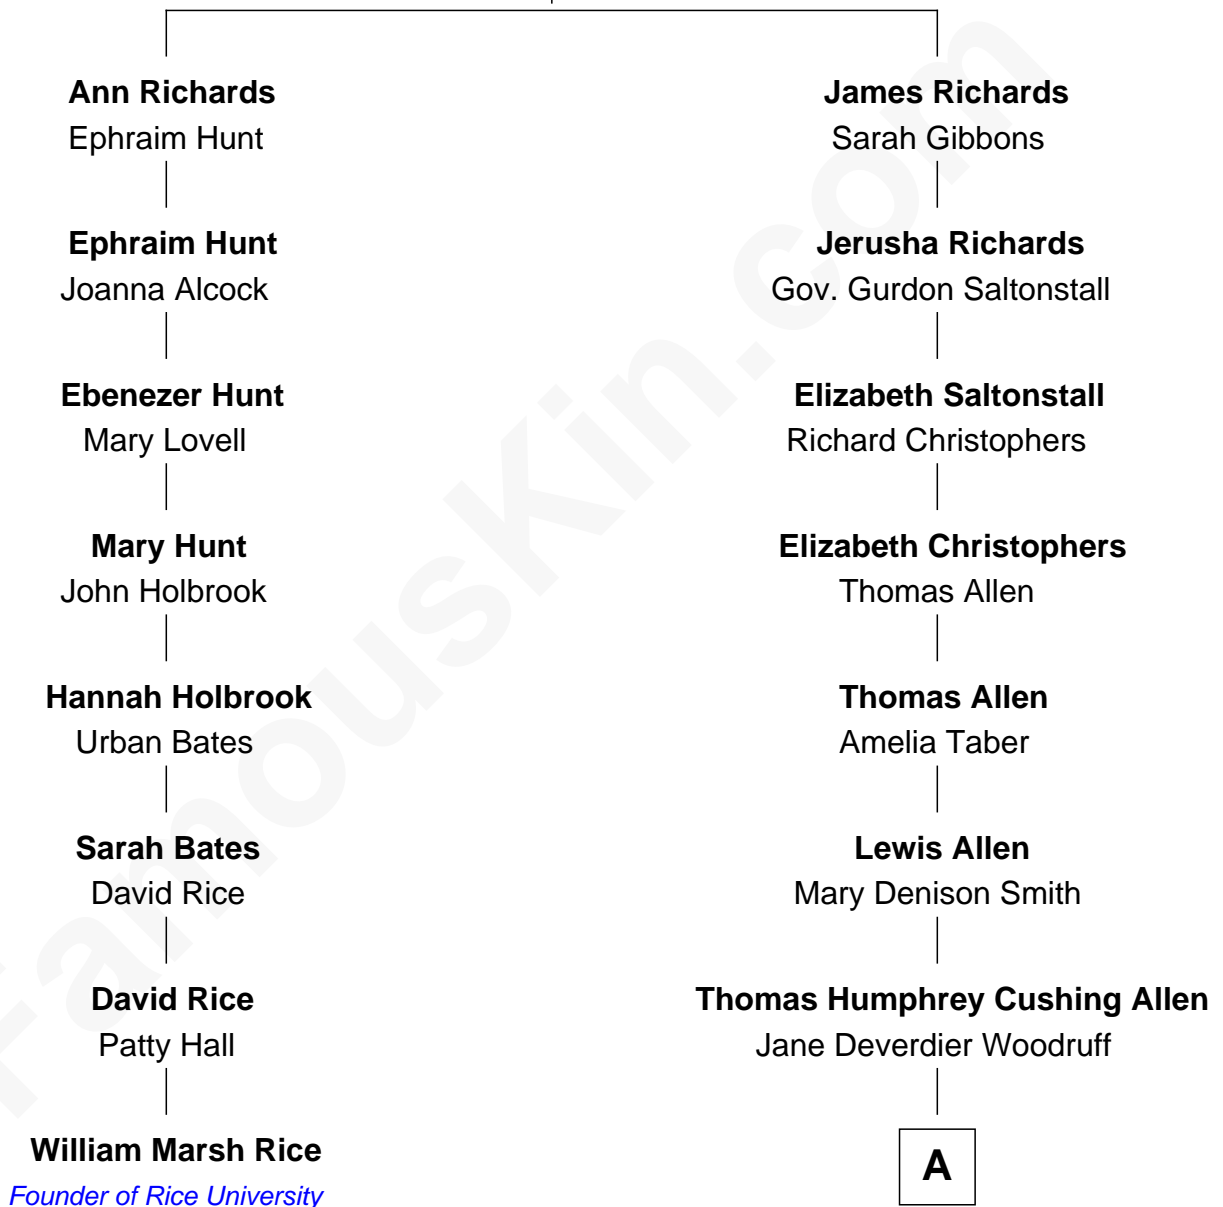 Ann Richards
Ephraim Hunt
Ephraim Hunt
Joanna Alcock
Ebenezer Hunt
Mary Lovell
Mary Hunt
John Holbrook
Hannah Holbrook
Urban Bates
Sarah Bates
David Rice
David Rice
Patty Hall
William Marsh Rice
Founder of Rice University
James Richards
Sarah Gibbons
Jerusha Richards
Gov. Gurdon Saltonstall
Elizabeth Saltonstall
Richard Christophers
Elizabeth Christophers
Thomas Allen
Thomas Allen
Amelia Taber
Lewis Allen
Mary Denison Smith
Thomas Humphrey Cushing Allen
Jane Deverdier Woodruff
A
FamousKin.com